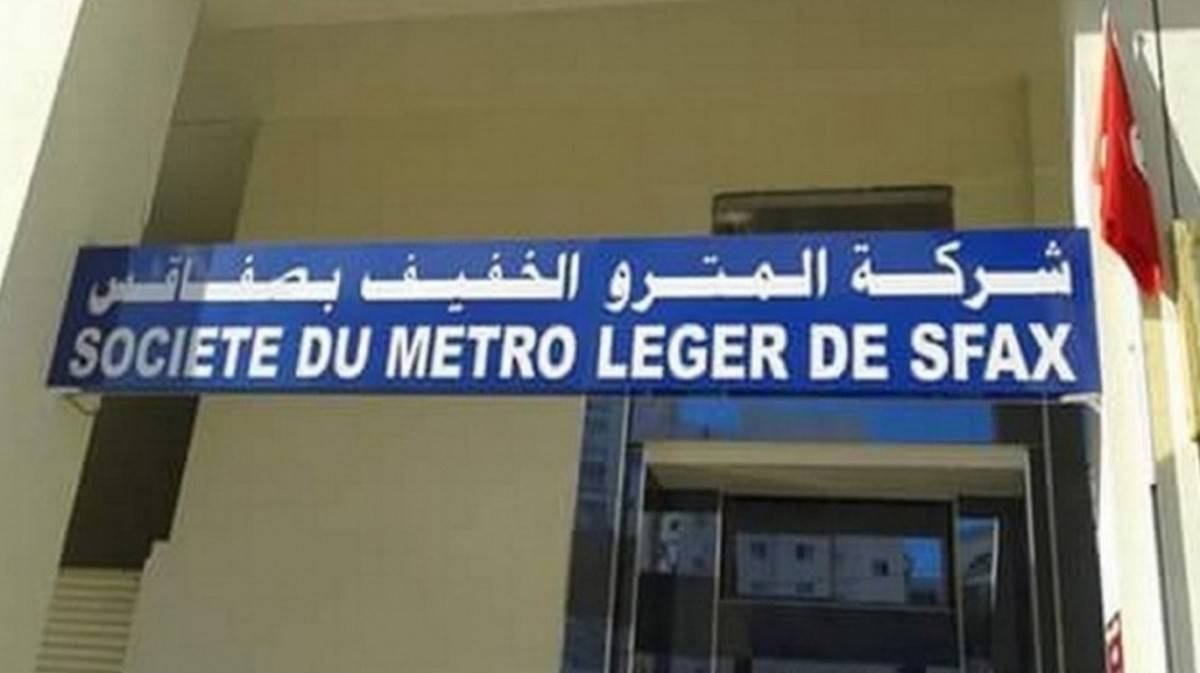 شركة المترو الخفيف بصفاقس
SOCIETE DU METRO LEGER DE SFAX